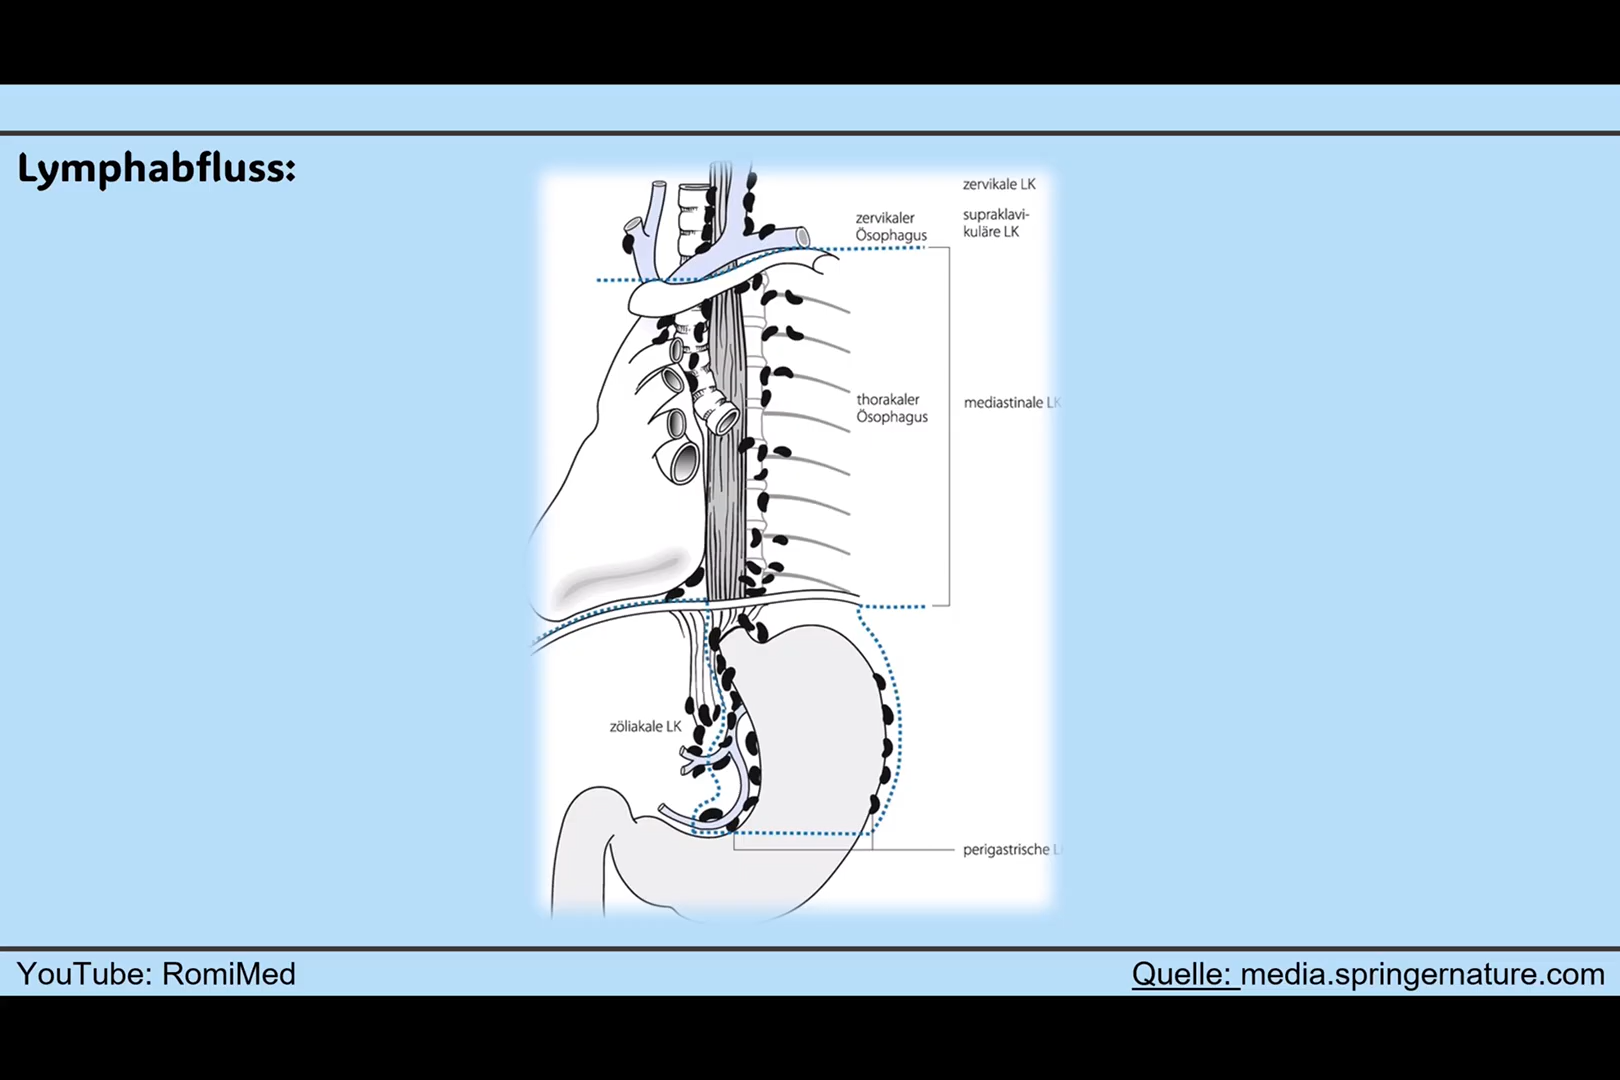 Lymphabfluss:
zervikale LK
zervikaler
Ösophagus
supraklavi-
kuläre LK
thorakaler
Ösophagus
mediastinale LK
zöliakale LK
perigastrische L
YouTube: RomiMed
Quelle: media.springernature.com